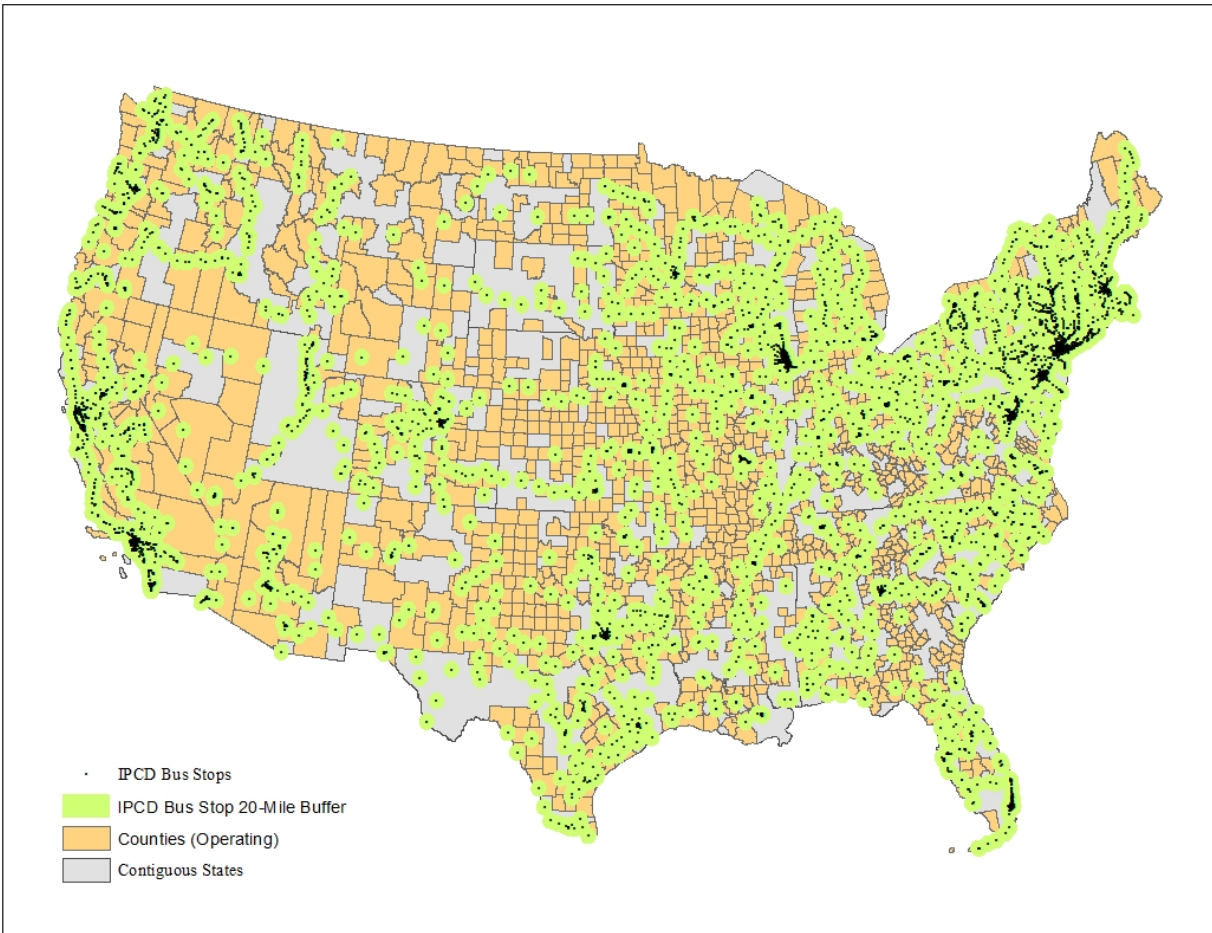 IPCD Bus Stops
IPCD Bus Stop 20-Mile Buffer
Counties (Operating)
Contiguous States